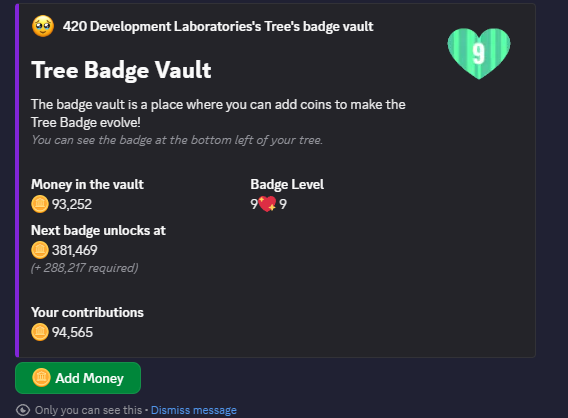 420 Development Laboratories's Tree's badge vault
9
Tree Badge Vault
The badge vault is a place where you can add coins to make the
Tree Badge evolve!
You can see the badge at the bottom left of your tree.
Money in the vault
93,252
Badge Level
9💖 9
Next badge unlocks at
381,469
(+ 288,217 required)
Your contributions
94,565
Add Money
Only you can see this • Dismiss message